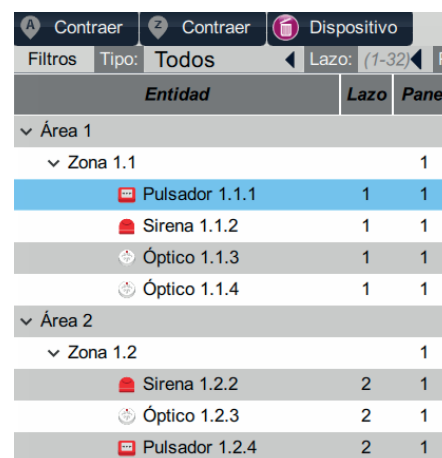 A Contraer Z Contraer Dispositivo
Filtros Tipo: Todos Lazo: (1-32)
Entidad Lazo Pane
Área 1
Zona 1.1 1
Pulsador 1.1.1 1 1
Sirena 1.1.2 1 1
Óptico 1.1.3 1 1
Óptico 1.1.4 1 1
Área 2
Zona 1.2 1
Sirena 1.2.2 2 1
Óptico 1.2.3 2 1
Pulsador 1.2.4 2 1